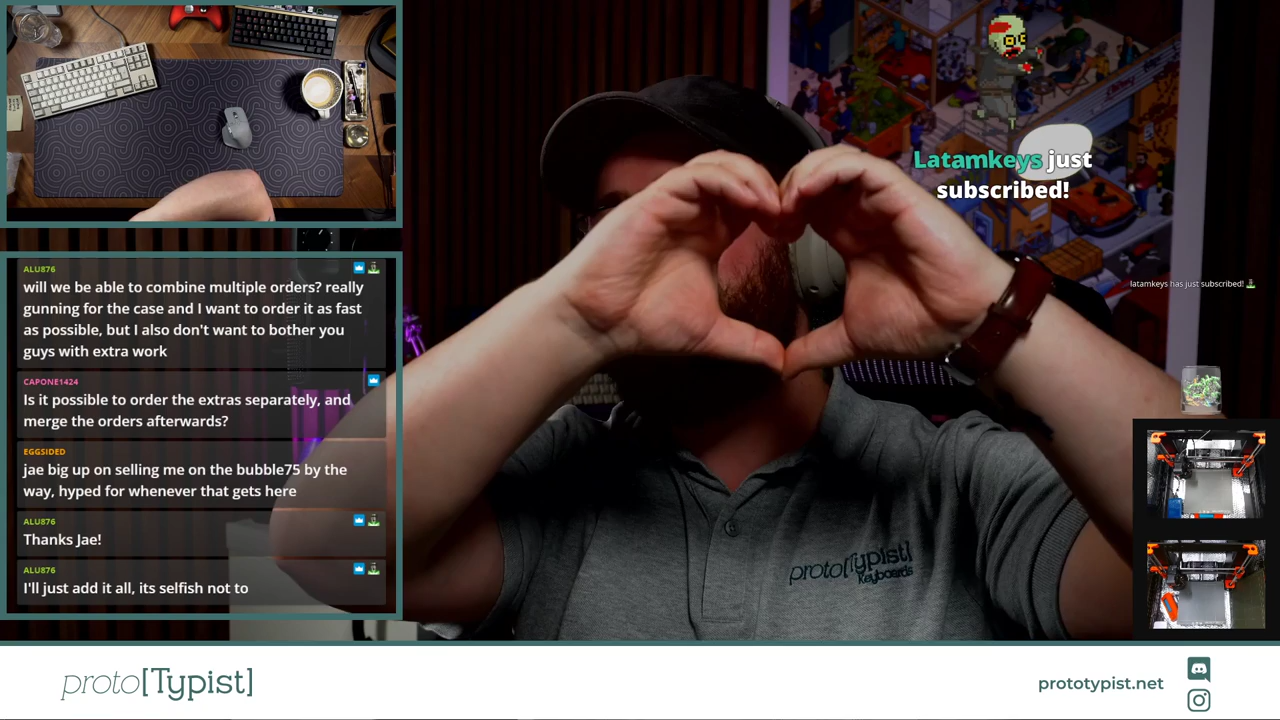 Latamkeys just
subscribed!
latamkeys has just subscribed!
ALU876
will we be able to combine multiple orders? really
gunning for the case and I want to order it as fast
as possible, but I also don't want to bother you
guys with extra work
CAPONE1424
Is it possible to order the extras separately, and
merge the orders afterwards?
EGGSIDED
jae big up on selling me on the bubble75 by the
way, hyped for whenever that gets here
ALU876
Thanks Jae!
ALU876
I'll just add it all, its selfish not to
proto[Typist]
Keyboards
proto[Typist]
prototypist.net